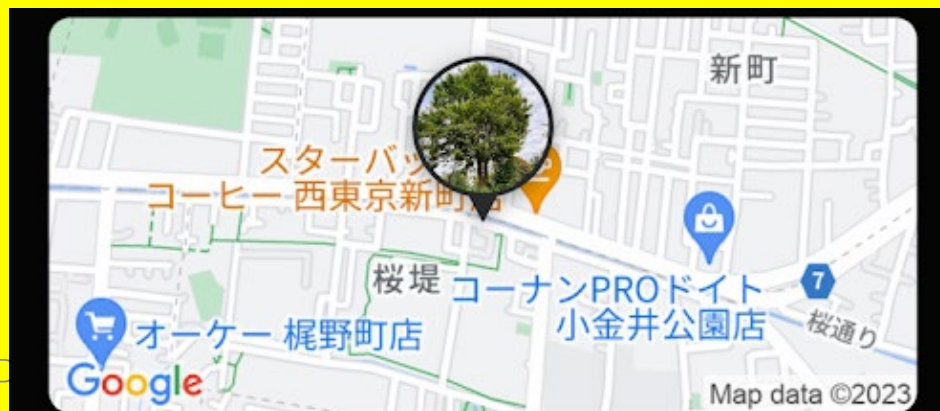 新町
スターバッ
コーヒー 西東京新町店
桜堤
コーナンPROドイト
小金井公園店
7
桜通り
オーケー 梶野町店
Google
Map data ©2023